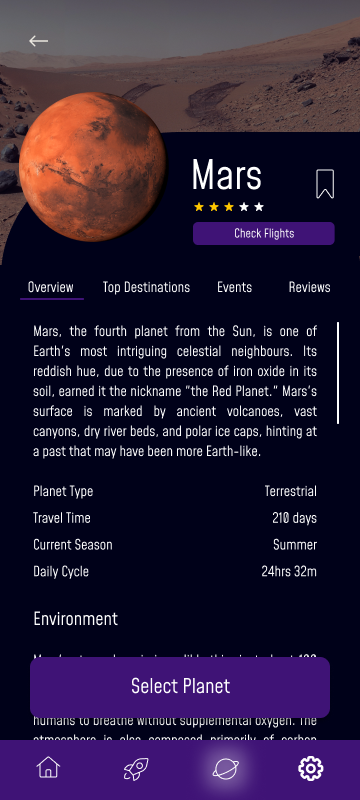 Mars
Check Flights
Overview Top Destinations Events Reviews
Mars, the fourth planet from the Sun, is one of
Earth's most intriguing celestial neighbours. Its
reddish hue, due to the presence of iron oxide in its
soil, earned it the nickname "the Red Planet." Mars's
surface is marked by ancient volcanoes, vast
canyons, dry river beds, and polar ice caps, hinting at
a past that may have been more Earth-like.
Planet Type Terrestrial
Travel Time 210 days
Current Season Summer
Daily Cycle 24hrs 32m
Environment
Select Planet
humans to breathe without supplemental oxygen. The
atmosphere is also composed primarily of carbon